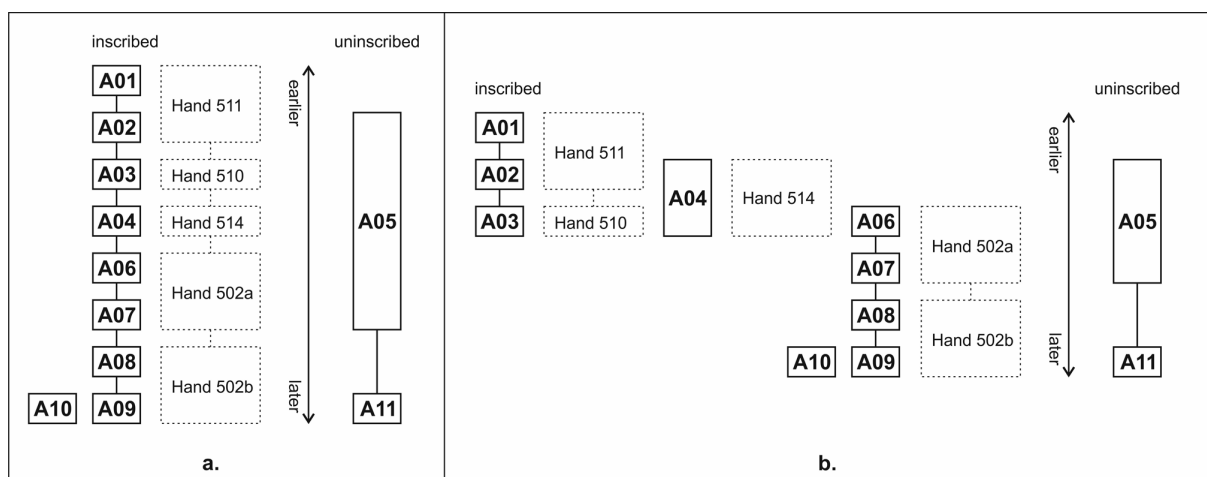 inscribed
uninscribed
A01
Hand 511
A02
A03
Hand 510
A04
Hand 514
A05
A06
Hand 502a
A07
A08
Hand 502b
A10
A09
A11
earlier
later
a.
inscribed
uninscribed
A01
Hand 511
A02
A03
Hand 510
A04
Hand 514
A06
Hand 502a
A07
A08
Hand 502b
A10
A09
earlier
later
A05
A11
b.